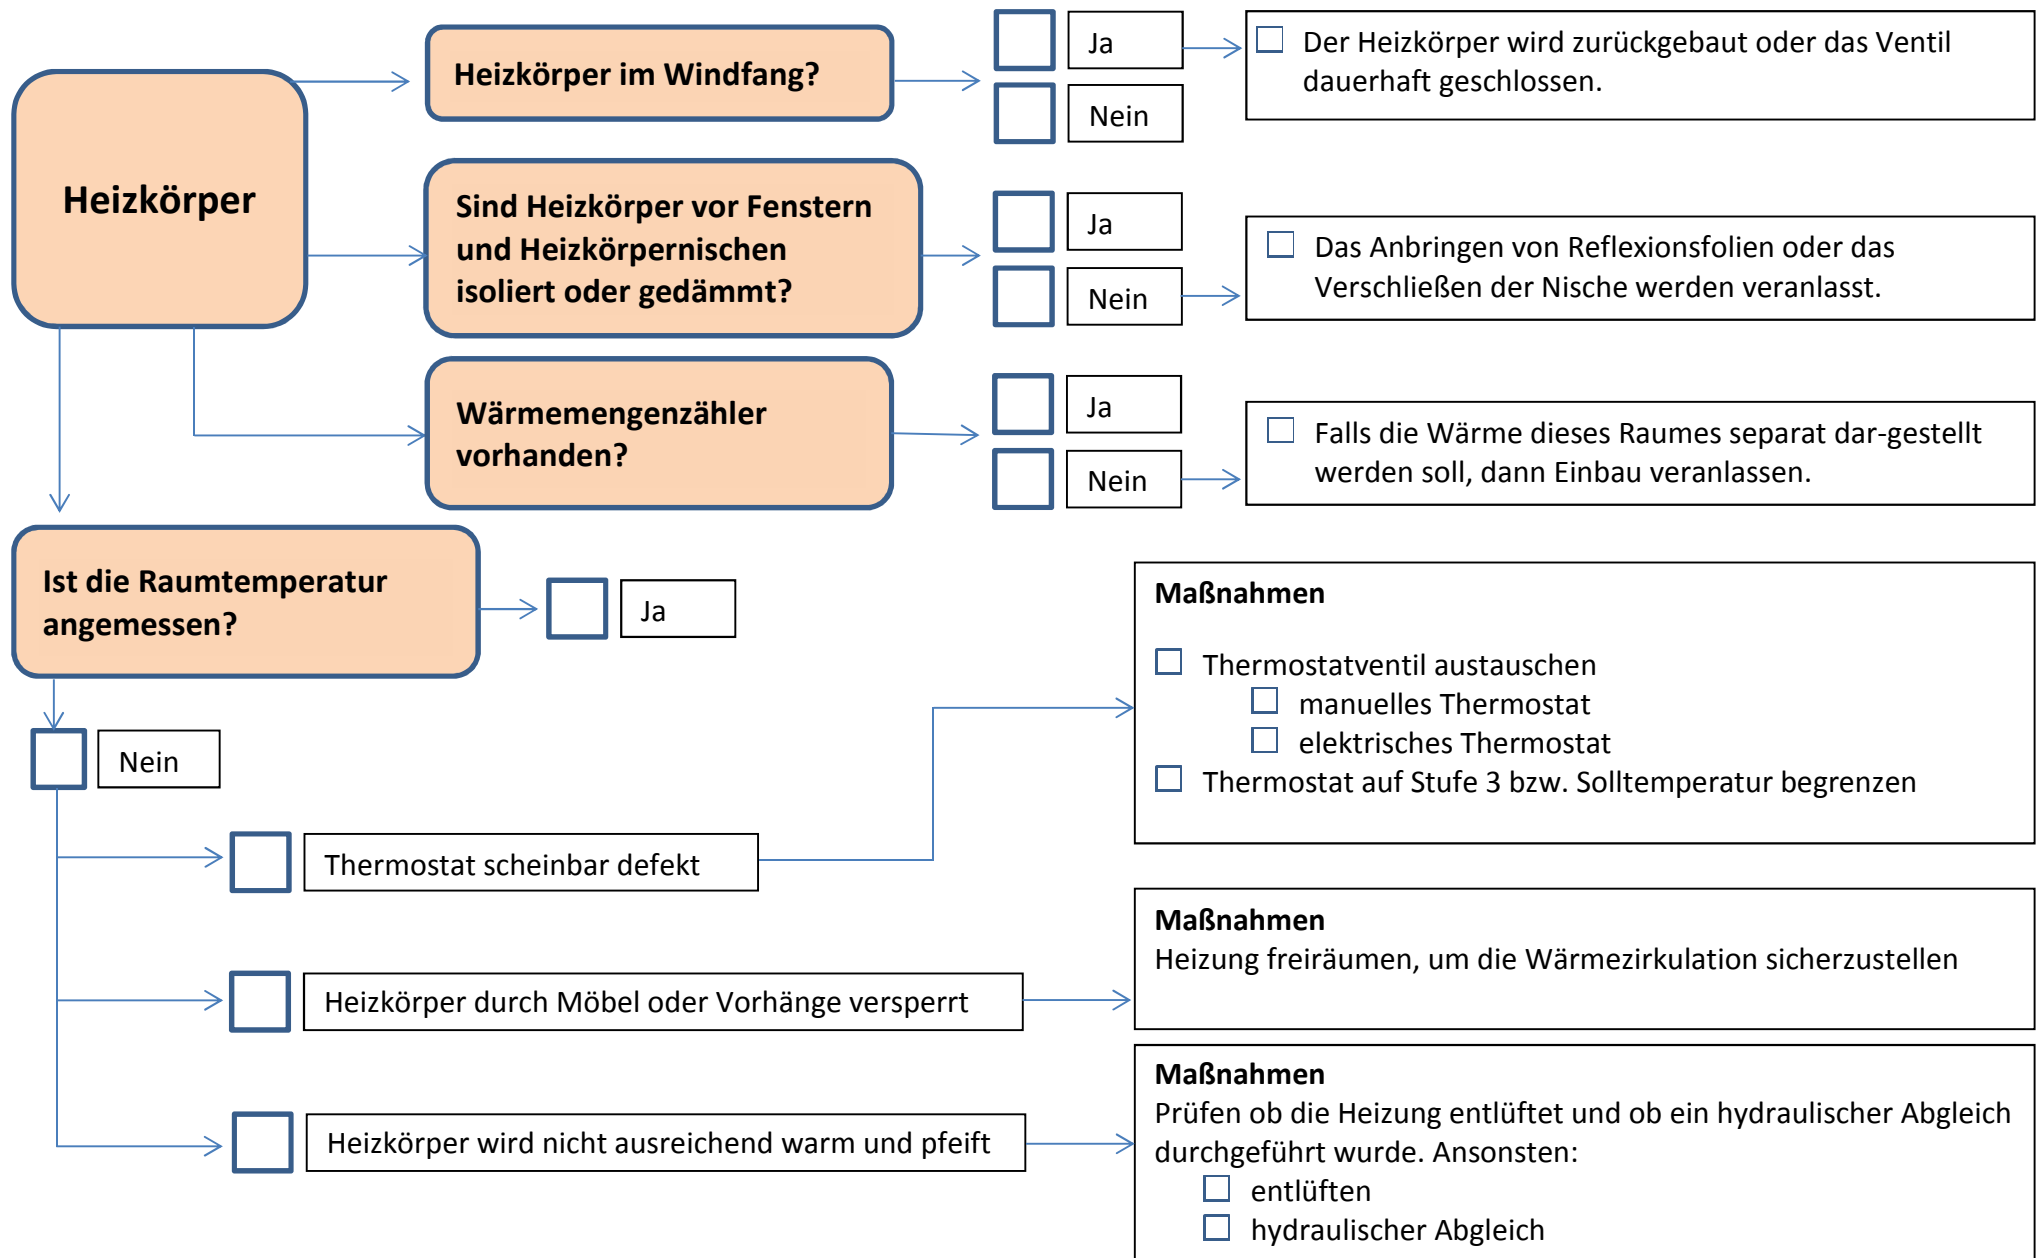 Heizkörper
Heizkörper im Windfang?
Ja
Nein
Der Heizkörper wird zurückgebaut oder das Ventil
dauerhaft geschlossen.
Sind Heizkörper vor Fenstern
und Heizkörpernischen
isoliert oder gedämmt?
Ja
Nein
Das Anbringen von Reflexionsfolien oder das
Verschließen der Nische werden veranlasst.
Wärmemengenzähler
vorhanden?
Ja
Nein
Falls die Wärme dieses Raumes separat dar-gestellt
werden soll, dann Einbau veranlassen.
Ist die Raumtemperatur
angemessen?
Ja
Nein
Thermostat scheinbar defekt
Maßnahmen
Thermostatventil austauschen
manuelles Thermostat
elektrisches Thermostat
Thermostat auf Stufe 3 bzw. Solltemperatur begrenzen
Heizkörper durch Möbel oder Vorhänge versperrt
Maßnahmen
Heizung freiräumen, um die Wärmezirkulation sicherzustellen
Heizkörper wird nicht ausreichend warm und pfeift
Maßnahmen
Prüfen ob die Heizung entlüftet und ob ein hydraulischer Abgleich
durchgeführt wurde. Ansonsten:
entlüften
hydraulischer Abgleich